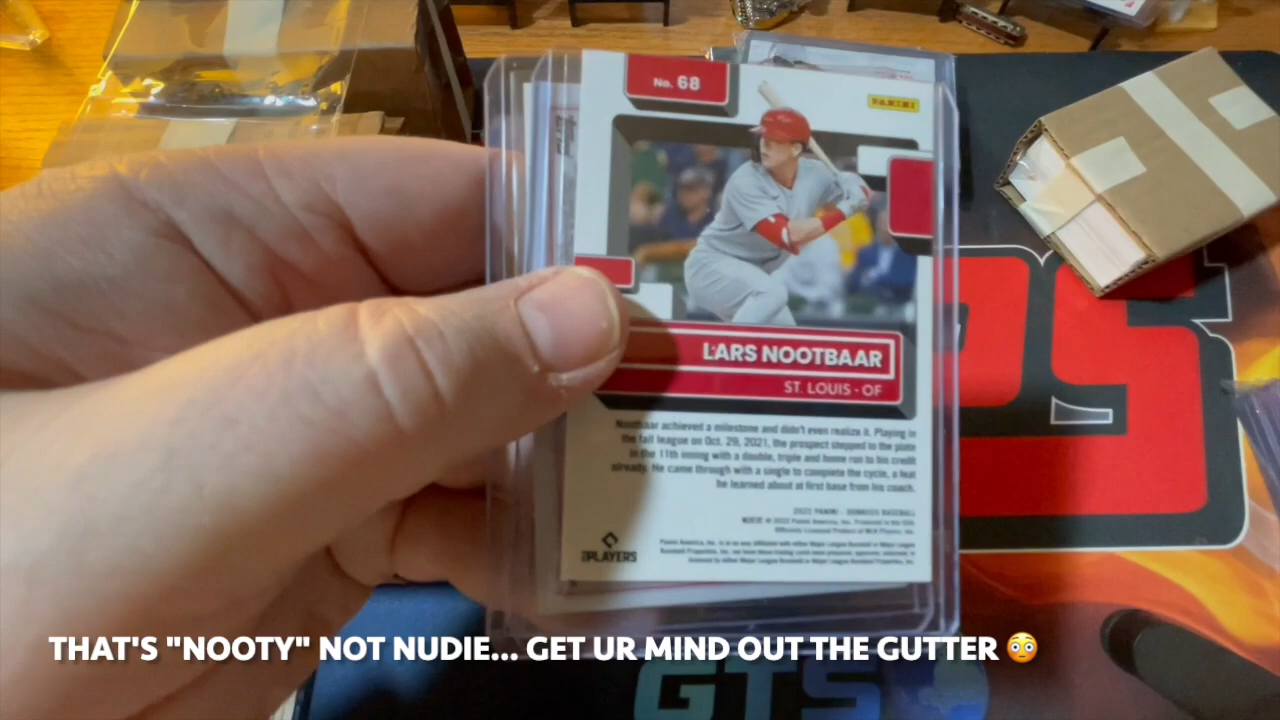 No. 68
PANINI
LARS NOOTBAAR
ST. LOUIS - OF
Nootbaar achieved a milestone and didn't even realize it. Playing in
the fall league on Oct. 29, 2021, the prospect stepped to the plate
in the 11th inning with a double, triple and home run to his credit
already. He came through with a single to complete the cycle, a feat
he learned about at first base from his coach.
2022 PANINI - DONRUSS BASEBALL
PLAYERS
THAT'S "NOOTY" NOT NUDIE... GET UR MIND OUT THE GUTTER 😳
GTS